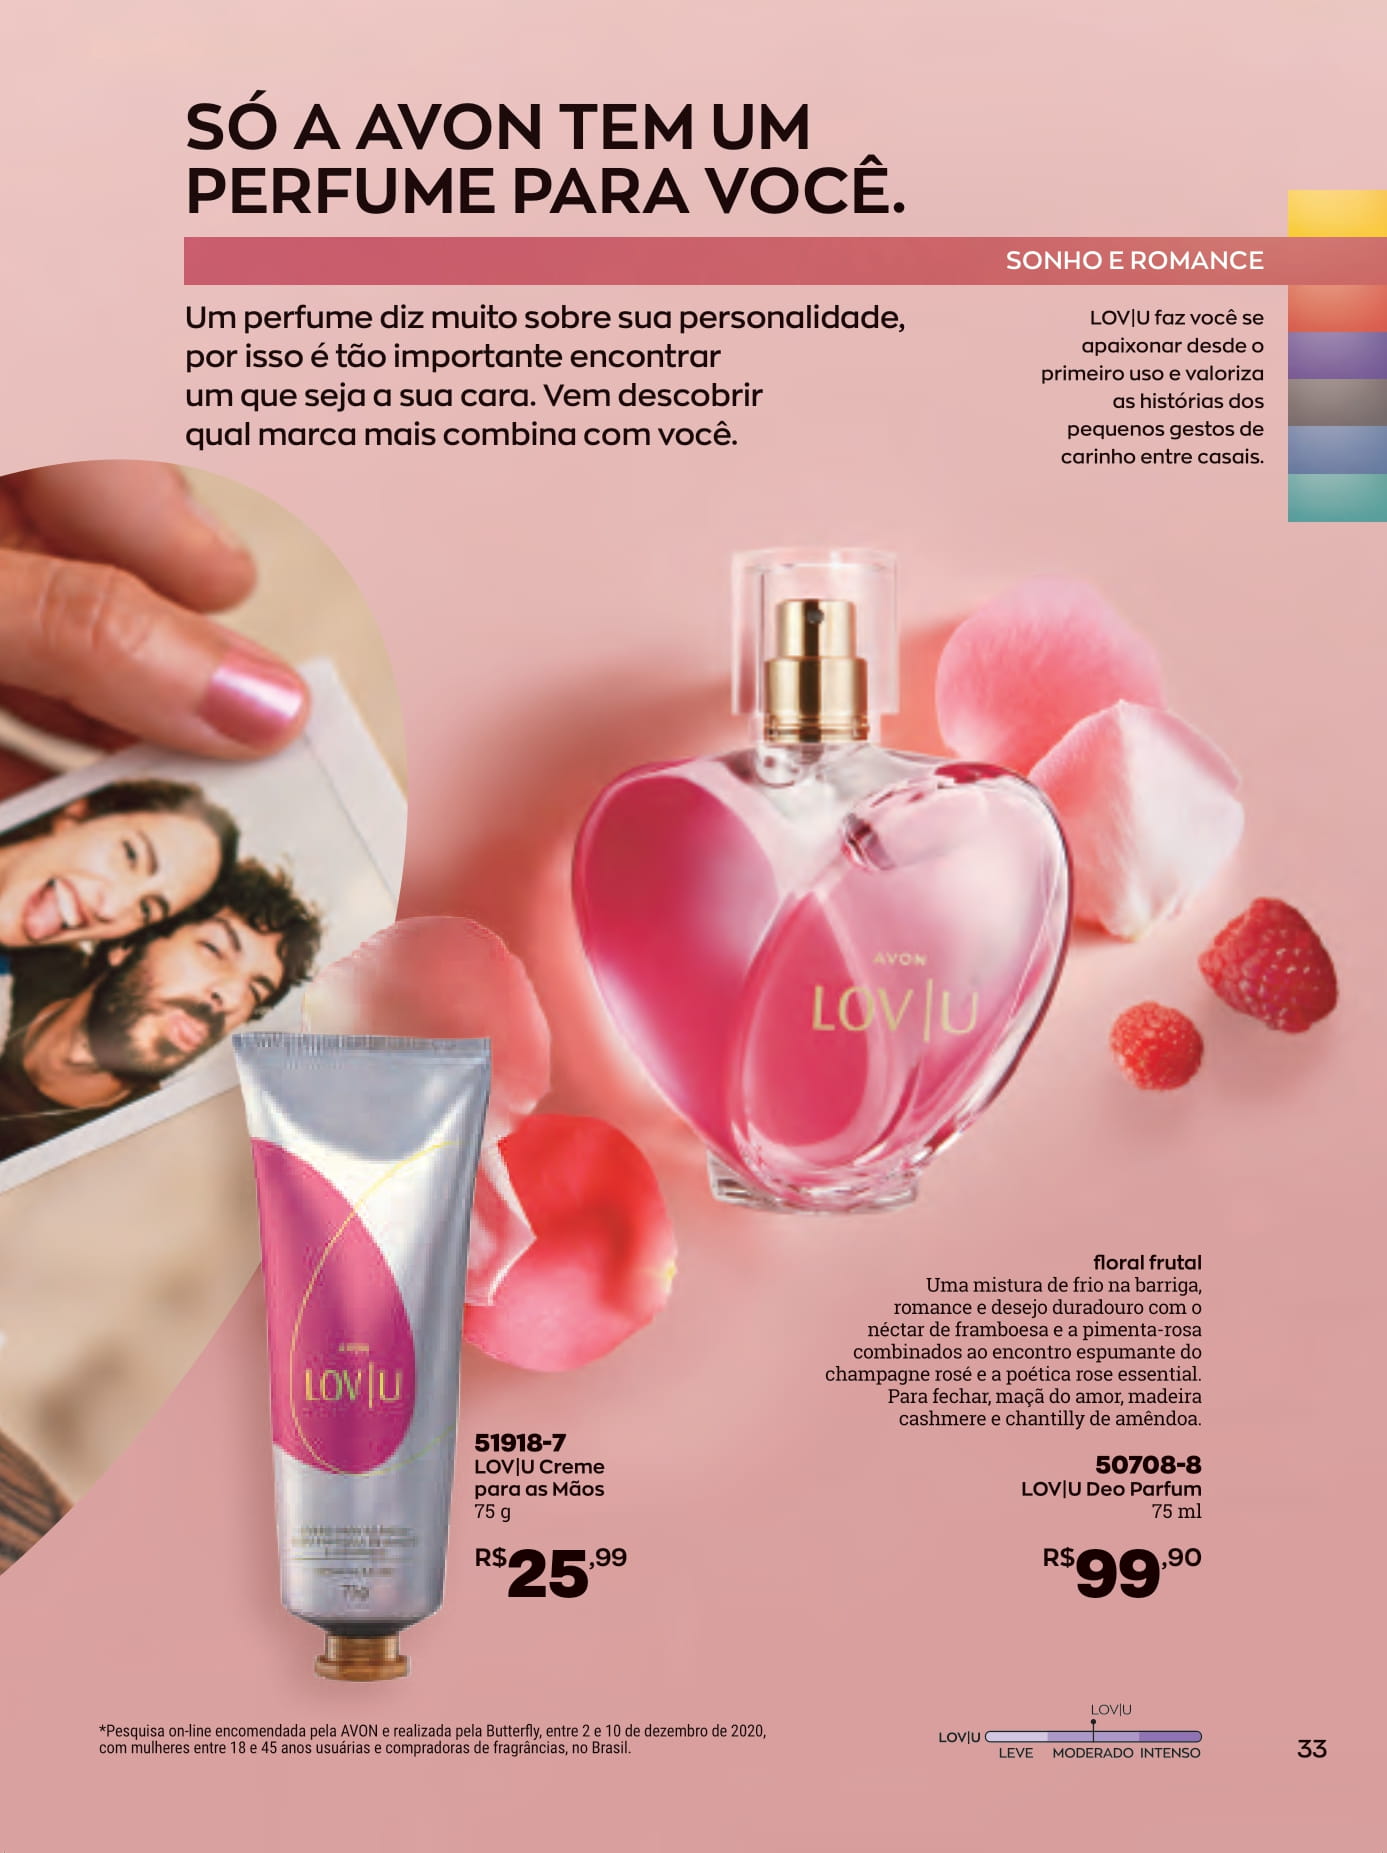 SÓ A AVON TEM UM
PERFUME PARA VOCÊ.
SONHO E ROMANCE
Um perfume diz muito sobre sua personalidade,
por isso é tão importante encontrar
um que seja a sua cara. Vem descobrir
qual marca mais combina com você.
LOV|U faz você se
apaixonar desde o
primeiro uso e valoriza
as histórias dos
pequenos gestos de
carinho entre casais.
AVON
LOV|U
AVON
LOV|U
75g
floral frutal
Uma mistura de frio na barriga,
romance e desejo duradouro com o
néctar de framboesa e a pimenta-rosa
combinados ao encontro espumante do
champagne rosé e a poética rose essential.
Para fechar, maçã do amor, madeira
cashmere e chantilly de amêndoa.
51918-7
LOV|U Creme
para as Mãos
75 g
R$25,99
50708-8
LOV|U Deo Parfum
75 ml
R$99,90
*Pesquisa on-line encomendada pela AVON e realizada pela Butterfly, entre 2 e 10 de dezembro de 2020,
com mulheres entre 18 e 45 anos usuárias e compradoras de fragrâncias, no Brasil.
LOV|U
LOV|U
LEVE MODERADO INTENSO
33